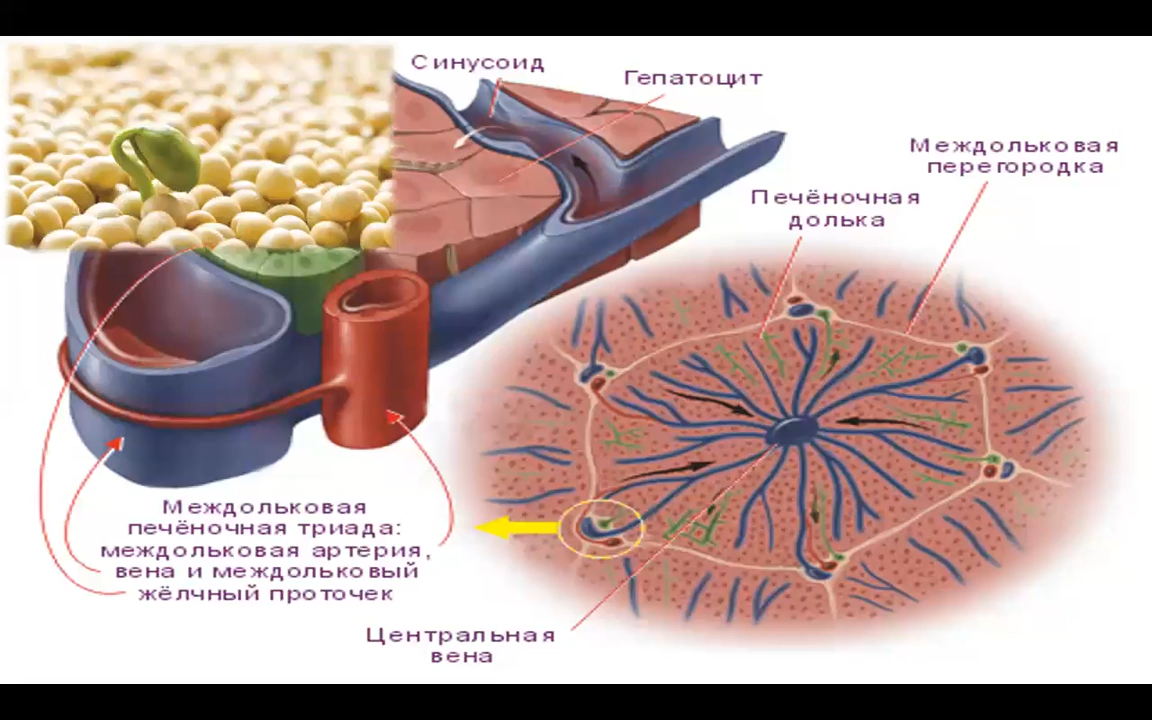 Синусоид
Гепатоцит
Междольковая
перегородка
Печёночная
долька
Междольковая
печёночная триада:
междольковая артерия,
вена и междольковый
жёлчный проточек
Центральная
вена